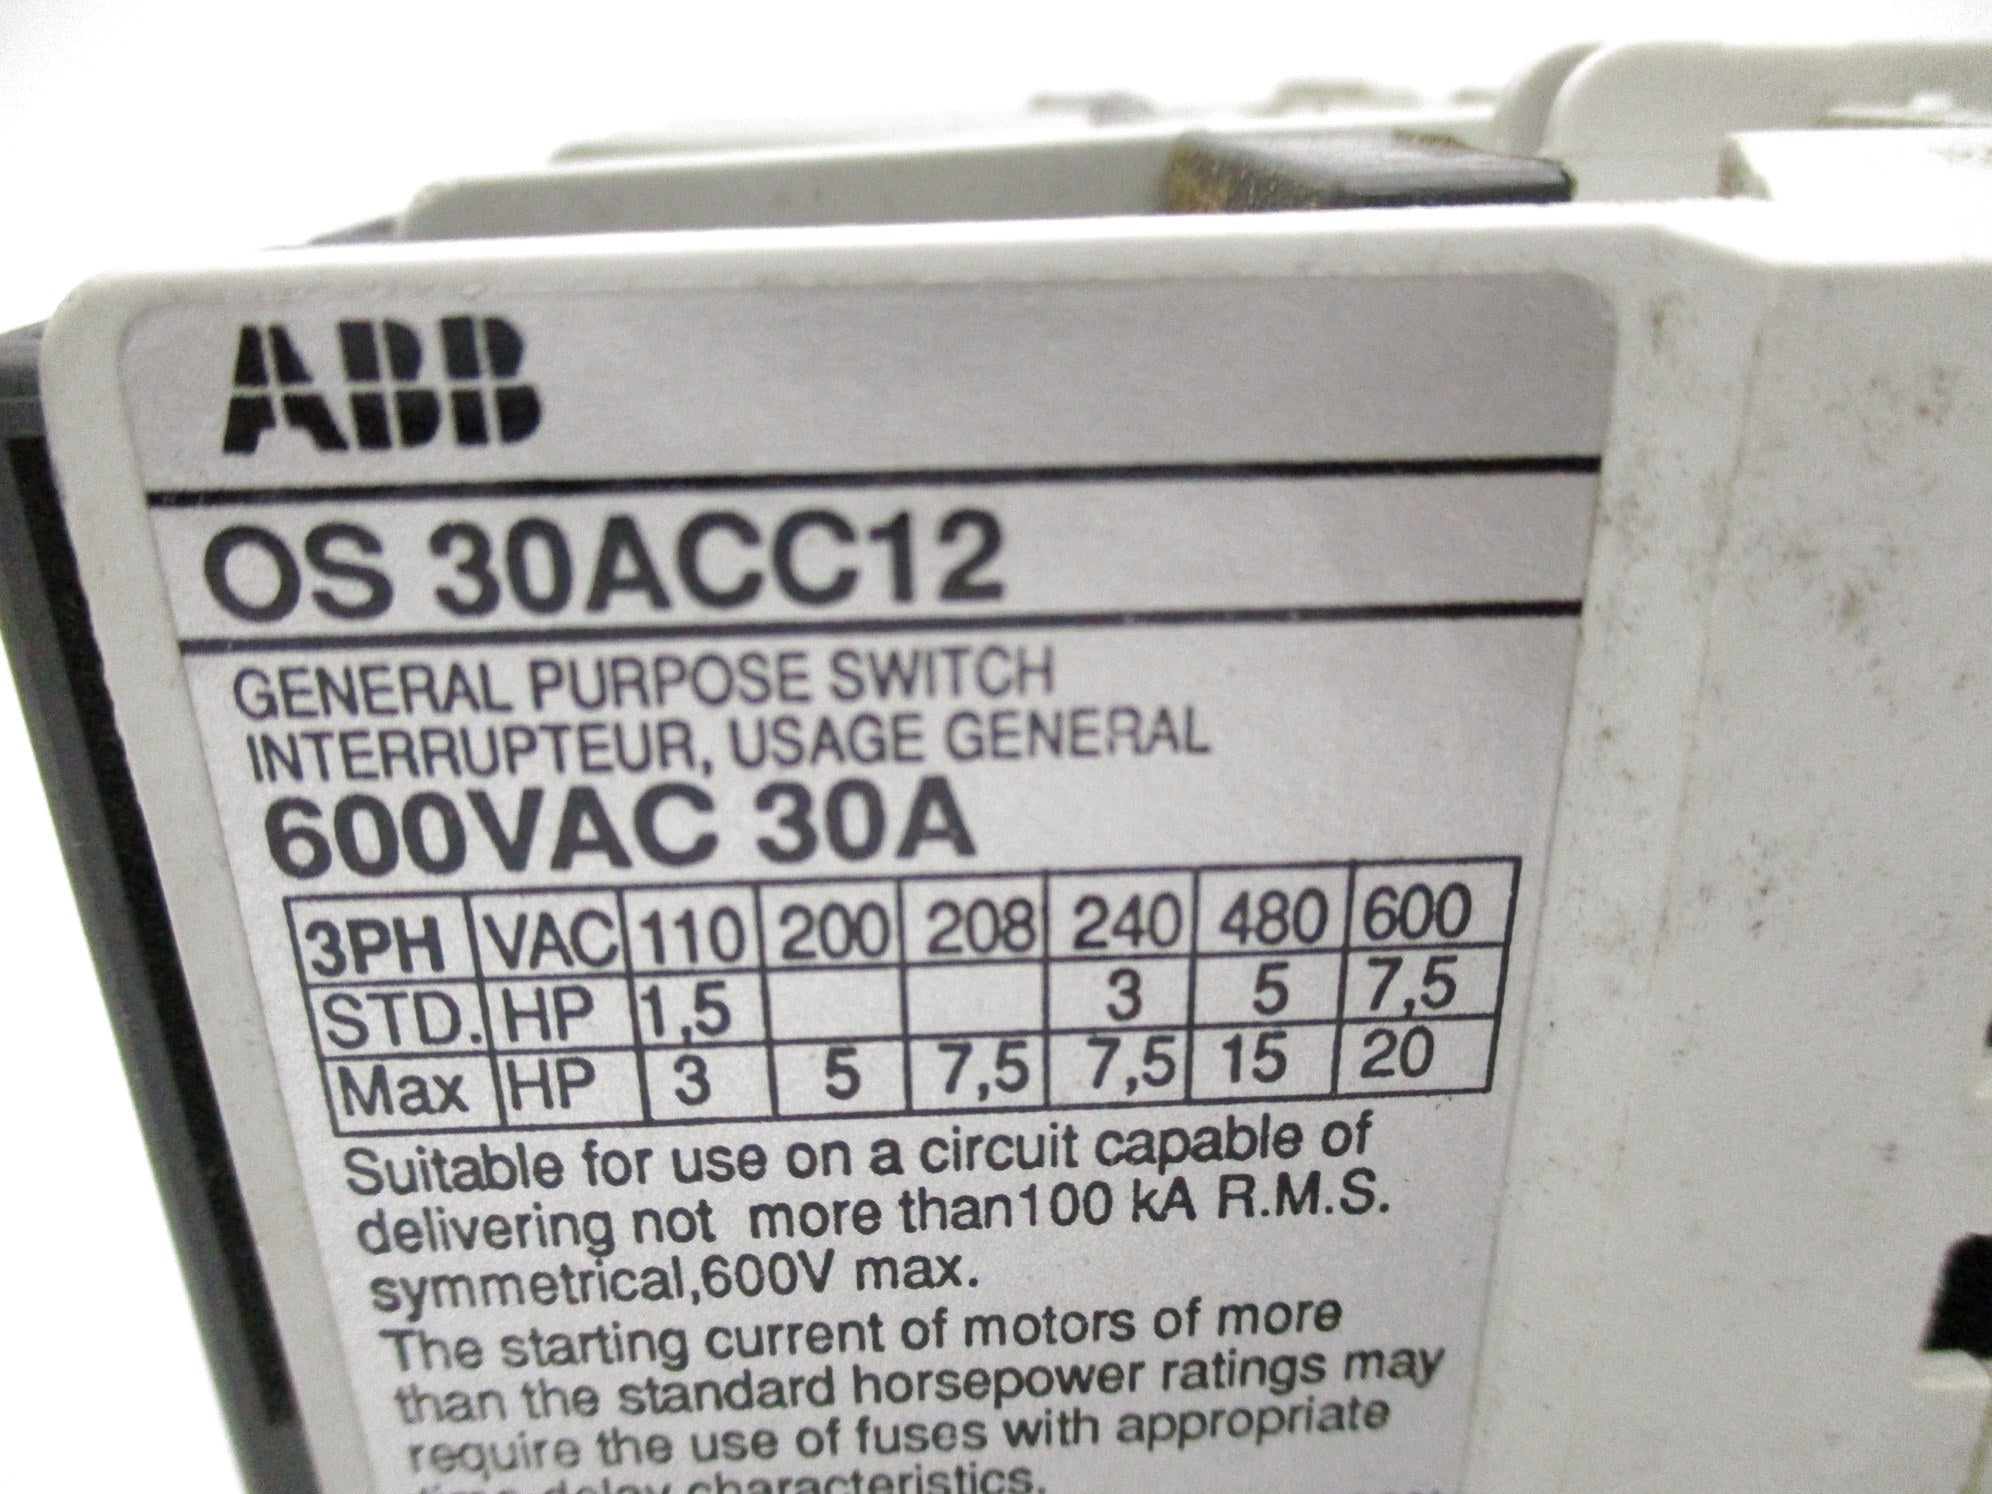 ABB
OS 30ACC12
GENERAL PURPOSE SWITCH
INTERRUPTEUR, USAGE GENERAL
600VAC 30A
3PH VAC 110 200 208 240 480 600
STD. HP 1,5 3 5 7,5
Max HP 3 5 7,5 7,5 15 20
Suitable for use on a circuit capable of
delivering not more than100 kA R.M.S.
symmetrical,600V max.
The starting current of motors of more
than the standard horsepower ratings may
require the use of fuses with appropriate
time delay characteristics.